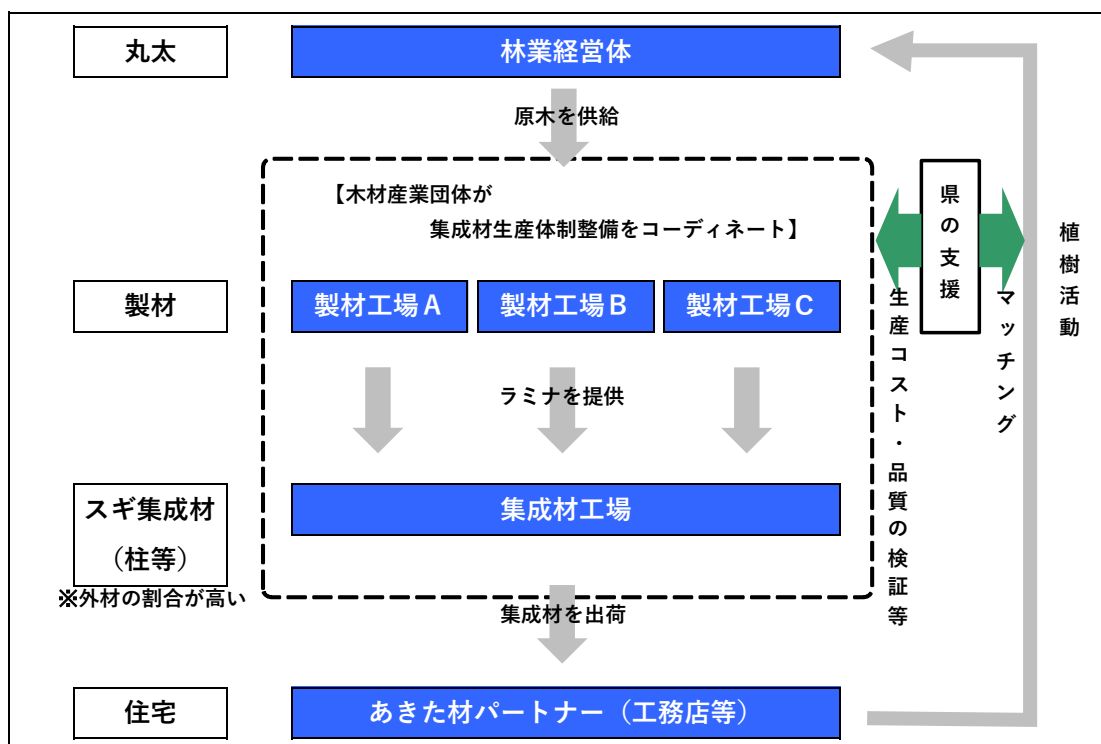 丸太
林業経営体
原木を供給
【木材産業団体が
集成材生産体制整備をコーディネート】
県の支援
生産コスト・品質の検証等
マッチング
植樹活動
製材
製材工場A
製材工場B
製材工場C
ラミナを提供
スギ集成材
(柱等)
※外材の割合が高い
集成材工場
集成材を出荷
住宅
あきた材パートナー(工務店等)